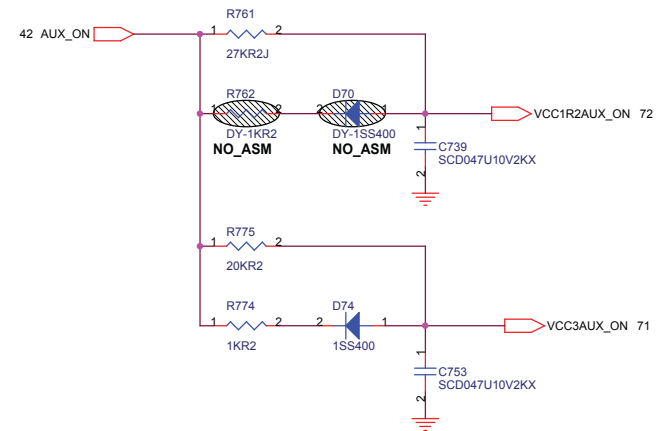 R761
42 AUX_ON
1 2
27KR2J
R762 D70
1 2 2 1
VCC1R2AUX_ON 72
DY-1KR2 DY-1SS400
NO_ASM NO_ASM
1
C739
SCD047U10V2KX
2
R775
1 2
20KR2
R774 D74
1 2 2 1
VCC3AUX_ON 71
1KR2 1SS400
1
C753
SCD047U10V2KX
2